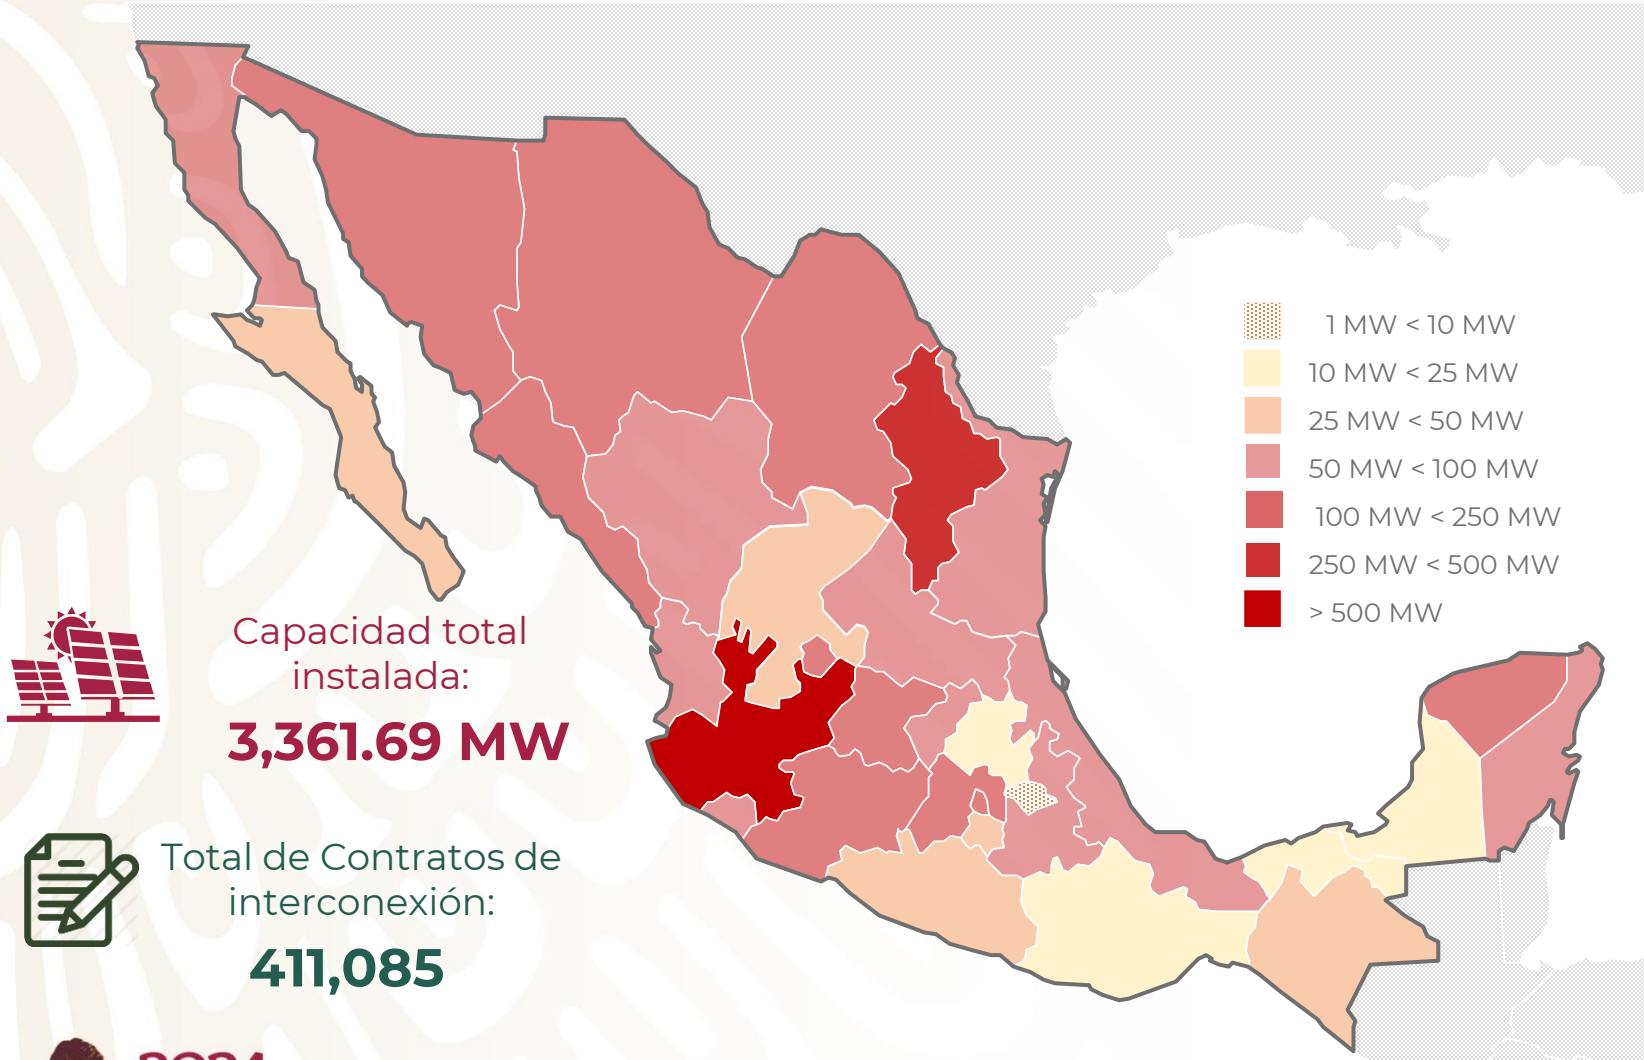 1 MW < 10 MW
10 MW < 25 MW
25 MW < 50 MW
50 MW < 100 MW
100 MW < 250 MW
250 MW < 500 MW
> 500 MW
Capacidad total
instalada:
3,361.69 MW
Total de Contratos de
interconexión:
411,085
2024